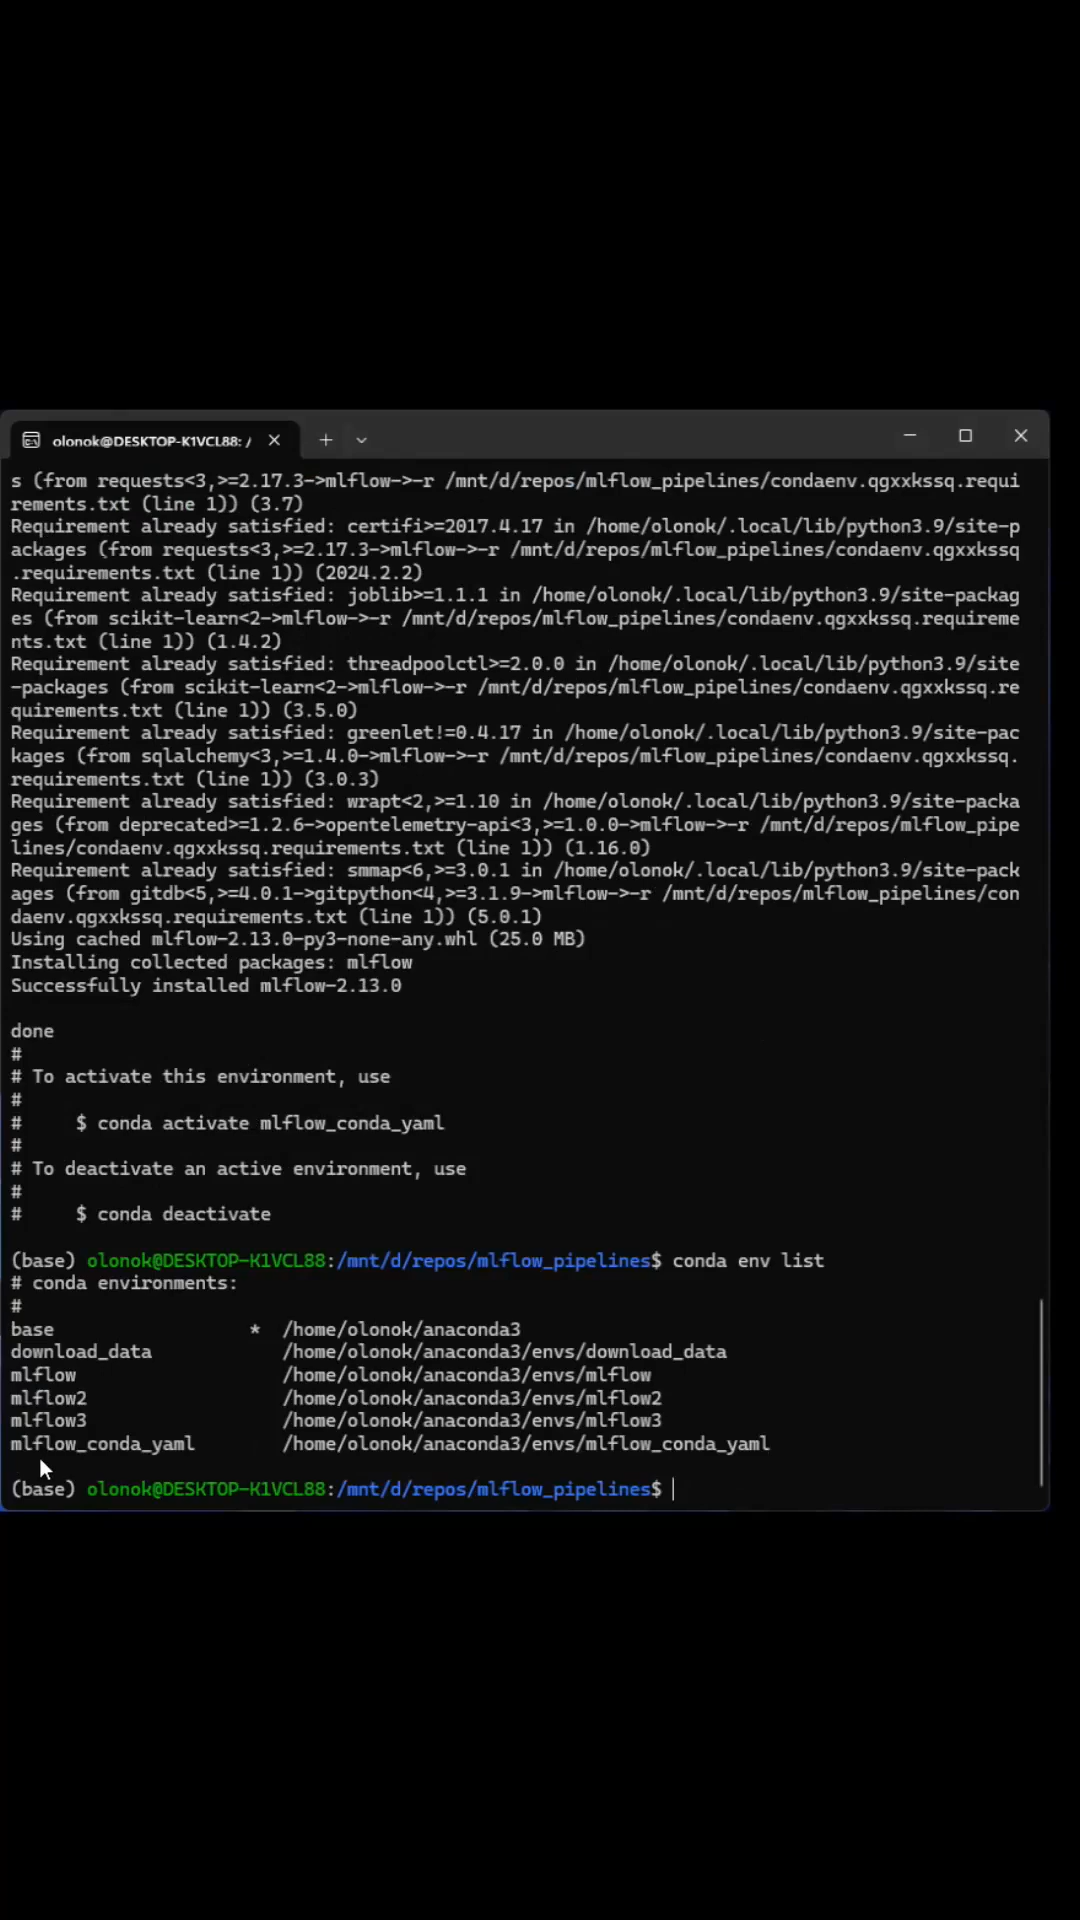 olonok@DESKTOP-K1VCL88: /
s (from requests<3,>=2.17.3->mlflow->-r /mnt/d/repos/mlflow_pipelines/condaenv.qgxxkssq.requi
rements.txt (line 1)) (3.7)
Requirement already satisfied: certifi>=2017.4.17 in /home/olonok/.local/lib/python3.9/site-p
ackages (from requests<3,>=2.17.3->mlflow->-r /mnt/d/repos/mlflow_pipelines/condaenv.qgxxkssq
.requirements.txt (line 1)) (2024.2.2)
Requirement already satisfied: joblib>=1.1.1 in /home/olonok/.local/lib/python3.9/site-packag
es (from scikit-learn<2->mlflow->-r /mnt/d/repos/mlflow_pipelines/condaenv.qgxxkssq.requireme
nts.txt (line 1)) (1.4.2)
Requirement already satisfied: threadpoolctl>=2.0.0 in /home/olonok/.local/lib/python3.9/site
-packages (from scikit-learn<2->mlflow->-r /mnt/d/repos/mlflow_pipelines/condaenv.qgxxkssq.re
quirements.txt (line 1)) (3.5.0)
Requirement already satisfied: greenlet!=0.4.17 in /home/olonok/.local/lib/python3.9/site-pac
kages (from sqlalchemy<3,>=1.4.0->mlflow->-r /mnt/d/repos/mlflow_pipelines/condaenv.qgxxkssq.
requirements.txt (line 1)) (3.0.3)
Requirement already satisfied: wrapt<2,>=1.10 in /home/olonok/.local/lib/python3.9/site-packa
ges (from deprecated>=1.2.6->opentelemetry-api<3,>=1.0.0->mlflow->-r /mnt/d/repos/mlflow_pipe
lines/condaenv.qgxxkssq.requirements.txt (line 1)) (1.16.0)
Requirement already satisfied: smmap<6,>=3.0.1 in /home/olonok/.local/lib/python3.9/site-pack
ages (from gitdb<5,>=4.0.1->gitpython<4,>=3.1.9->mlflow->-r /mnt/d/repos/mlflow_pipelines/con
daenv.qgxxkssq.requirements.txt (line 1)) (5.0.1)
Using cached mlflow-2.13.0-py3-none-any.whl (25.0 MB)
Installing collected packages: mlflow
Successfully installed mlflow-2.13.0
done
#
# To activate this environment, use
#
#     $ conda activate mlflow_conda_yaml
#
# To deactivate an active environment, use
#
#     $ conda deactivate
(base) olonok@DESKTOP-K1VCL88:/mnt/d/repos/mlflow_pipelines$ conda env list
# conda environments:
#
base                  *  /home/olonok/anaconda3
download_data            /home/olonok/anaconda3/envs/download_data
mlflow                   /home/olonok/anaconda3/envs/mlflow
mlflow2                  /home/olonok/anaconda3/envs/mlflow2
mlflow3                  /home/olonok/anaconda3/envs/mlflow3
mlflow_conda_yaml        /home/olonok/anaconda3/envs/mlflow_conda_yaml
(base) olonok@DESKTOP-K1VCL88:/mnt/d/repos/mlflow_pipelines$